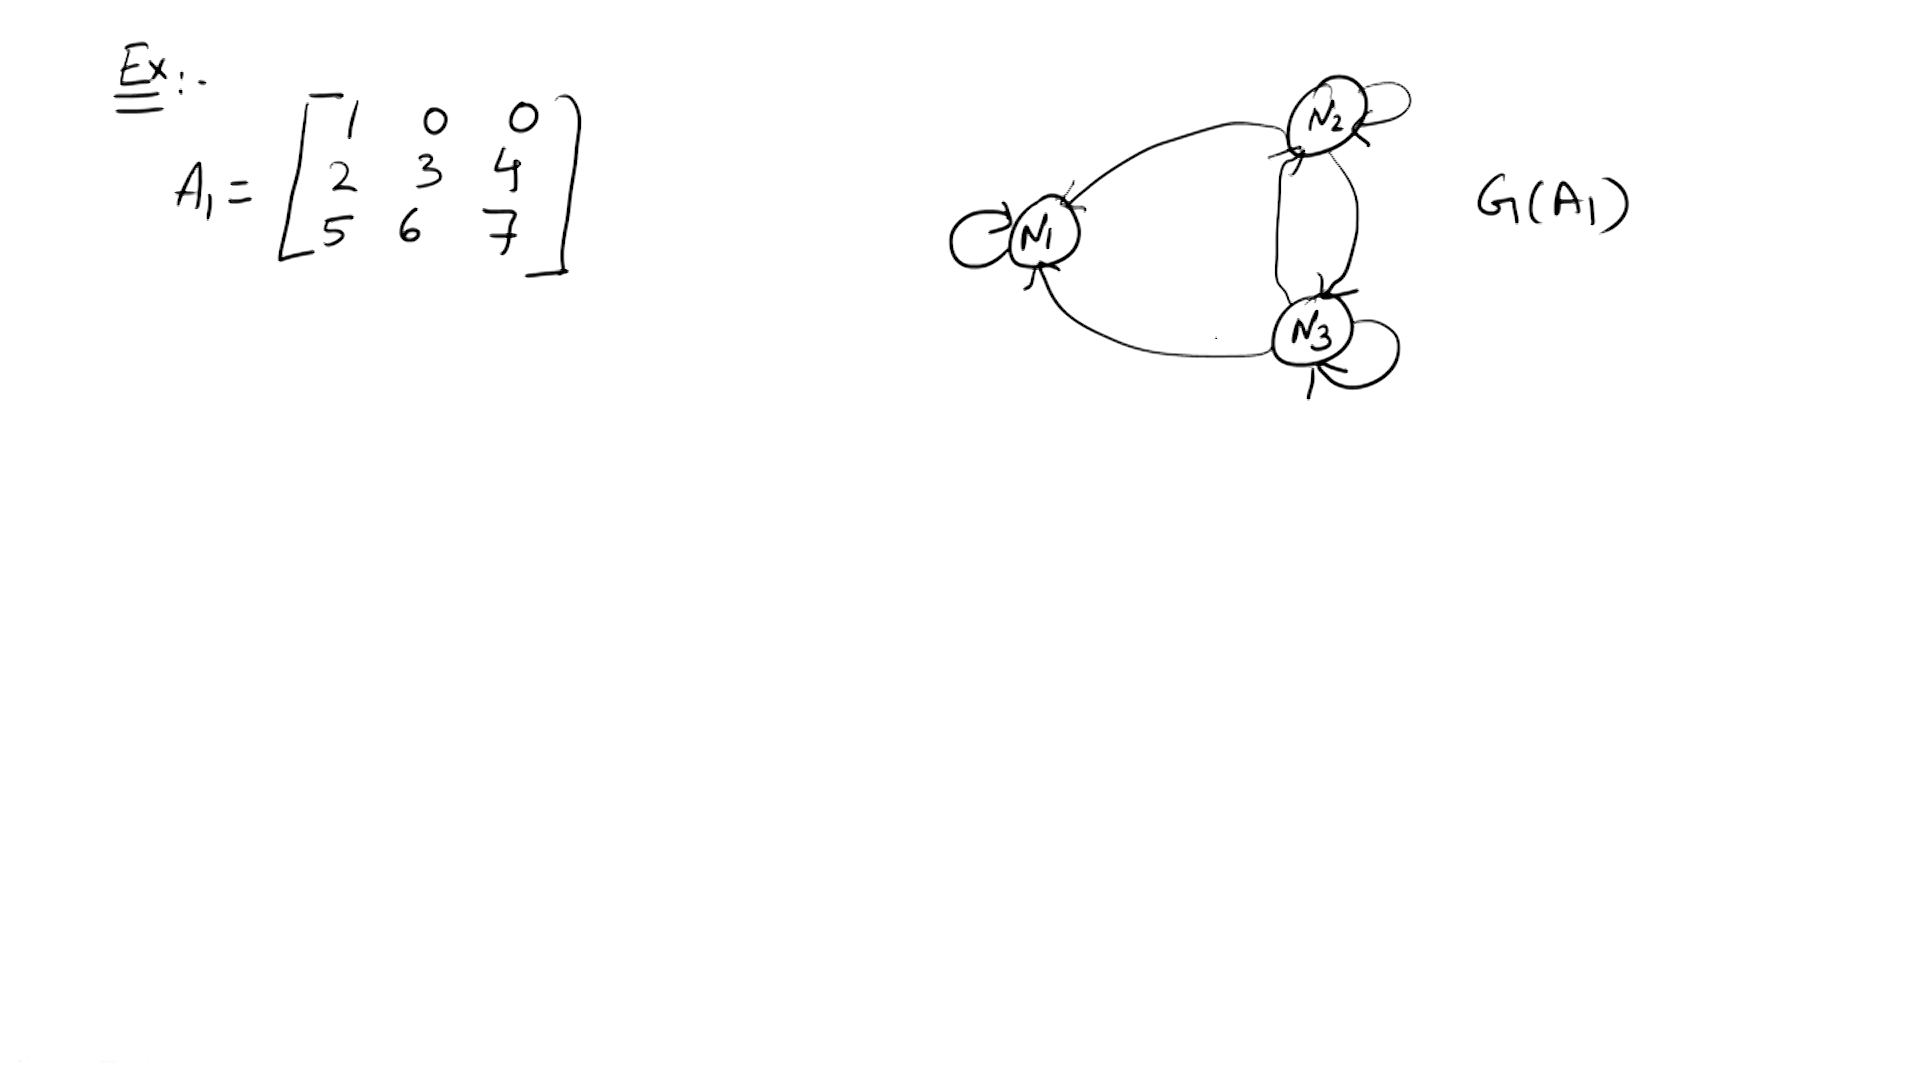 Ex:-
A₁ = [1 0 0
2 3 4
5 6 7]
N₁
N₂
N₃
G(A₁)